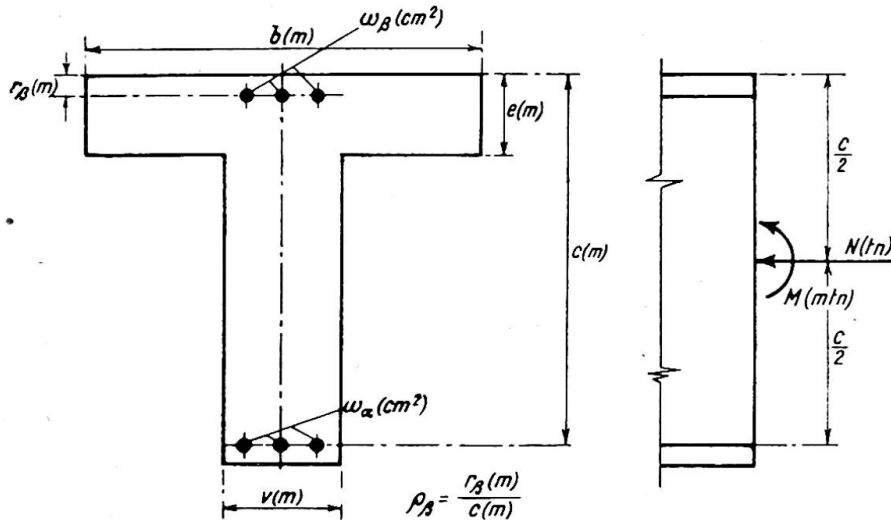 ω_β (cm²)
b(m)
r_β(m)
e(m)
c(m)
C/2
N(tn)
M(mtn)
C/2
ω_α(cm²)
v(m)
ρ_β = r_β(m) / c(m)